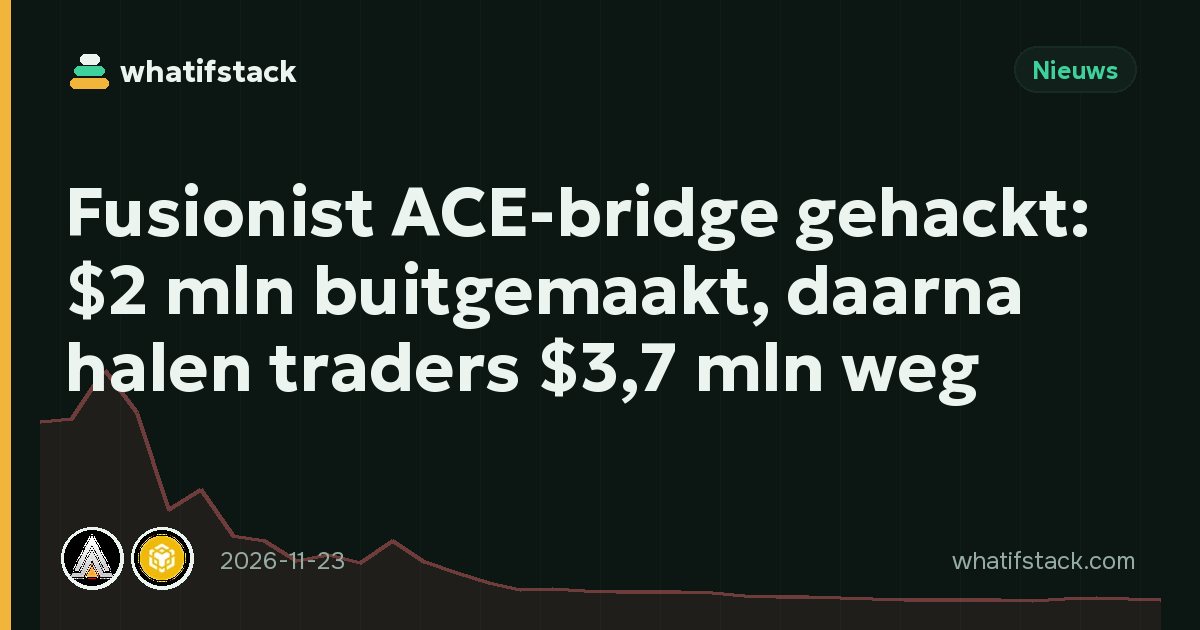 whatifstack
Nieuws
Fusionist ACE-bridge gehackt:
$2 mln buitgemaakt, daarna
halen traders $3,7 mln weg
2026-11-23
whatifstack.com